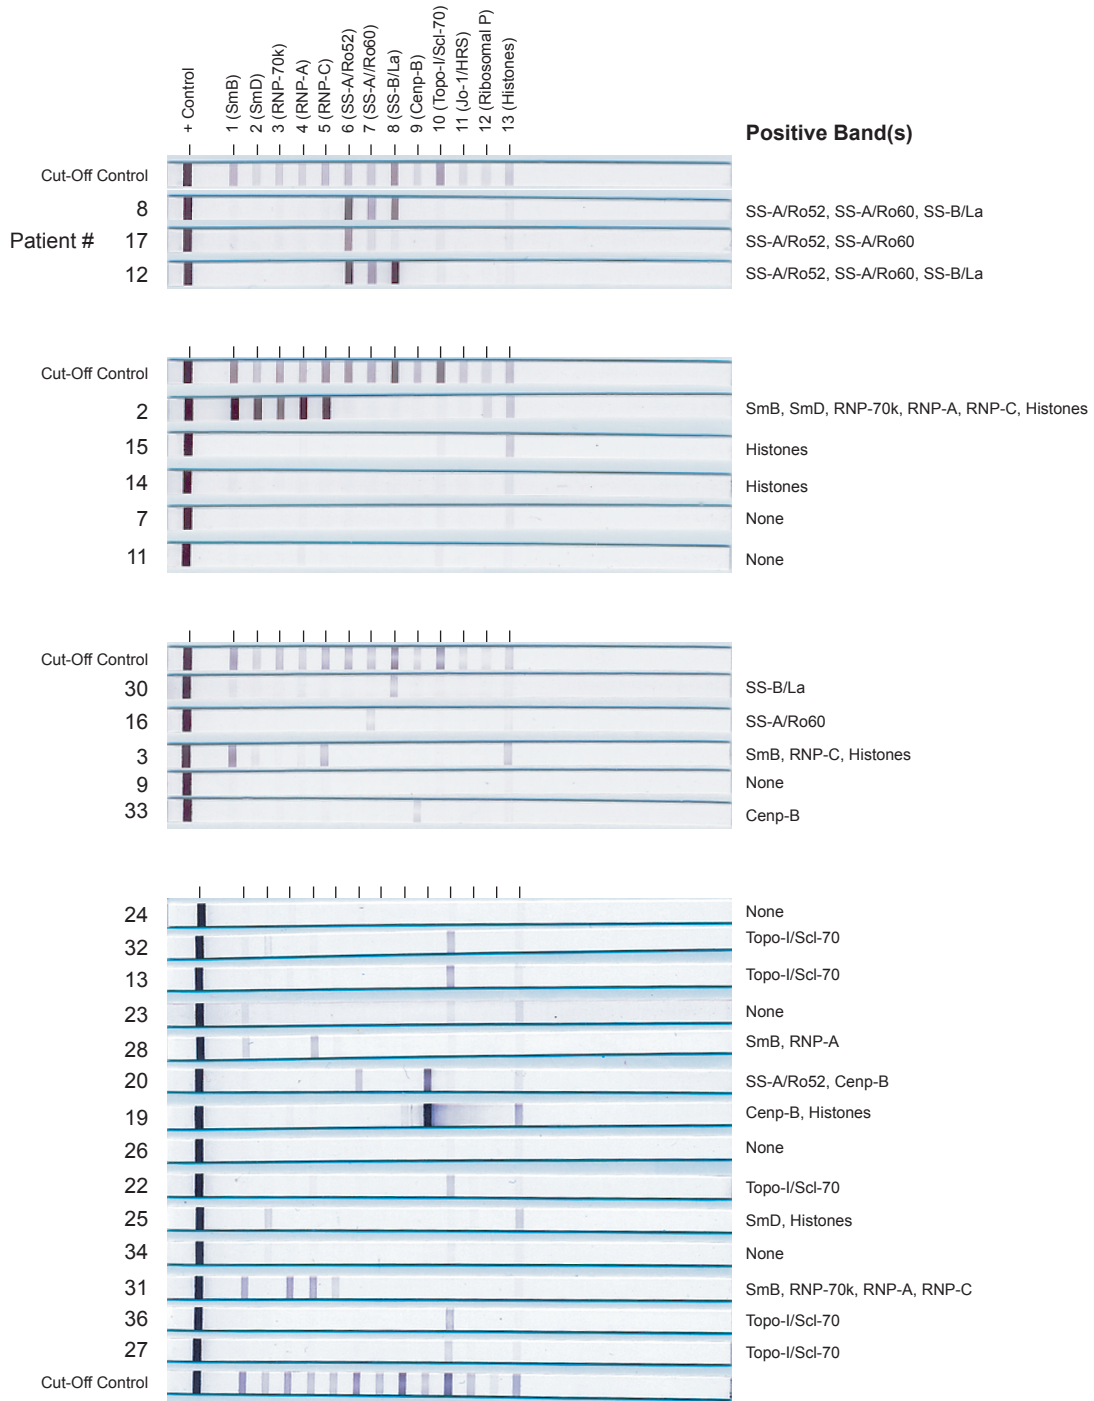 + Control
1 (SmB)
2 (SmD)
3 (RNP-70k)
4 (RNP-A)
5 (RNP-C)
6 (SS-A/Ro52)
7 (SS-A//Ro60)
8 (SS-B/La)
9 (Cenp-B)
10 (Topo-I/Scl-70)
11 (Jo-1/HRS)
12 (Ribosomal P)
13 (Histones)
Positive Band(s)
Cut-Off Control
8 SS-A/Ro52, SS-A/Ro60, SS-B/La
Patient # 17 SS-A/Ro52, SS-A/Ro60
12 SS-A/Ro52, SS-A/Ro60, SS-B/La
Cut-Off Control
2 SmB, SmD, RNP-70k, RNP-A, RNP-C, Histones
15 Histones
14 Histones
7 None
11 None
Cut-Off Control
30 SS-B/La
16 SS-A/Ro60
3 SmB, RNP-C, Histones
9 None
33 Cenp-B
24 None
32 Topo-I/Scl-70
13 Topo-I/Scl-70
23 None
28 SmB, RNP-A
20 SS-A/Ro52, Cenp-B
19 Cenp-B, Histones
26 None
22 Topo-I/Scl-70
25 SmD, Histones
34 None
31 SmB, RNP-70k, RNP-A, RNP-C
36 Topo-I/Scl-70
27 Topo-I/Scl-70
Cut-Off Control